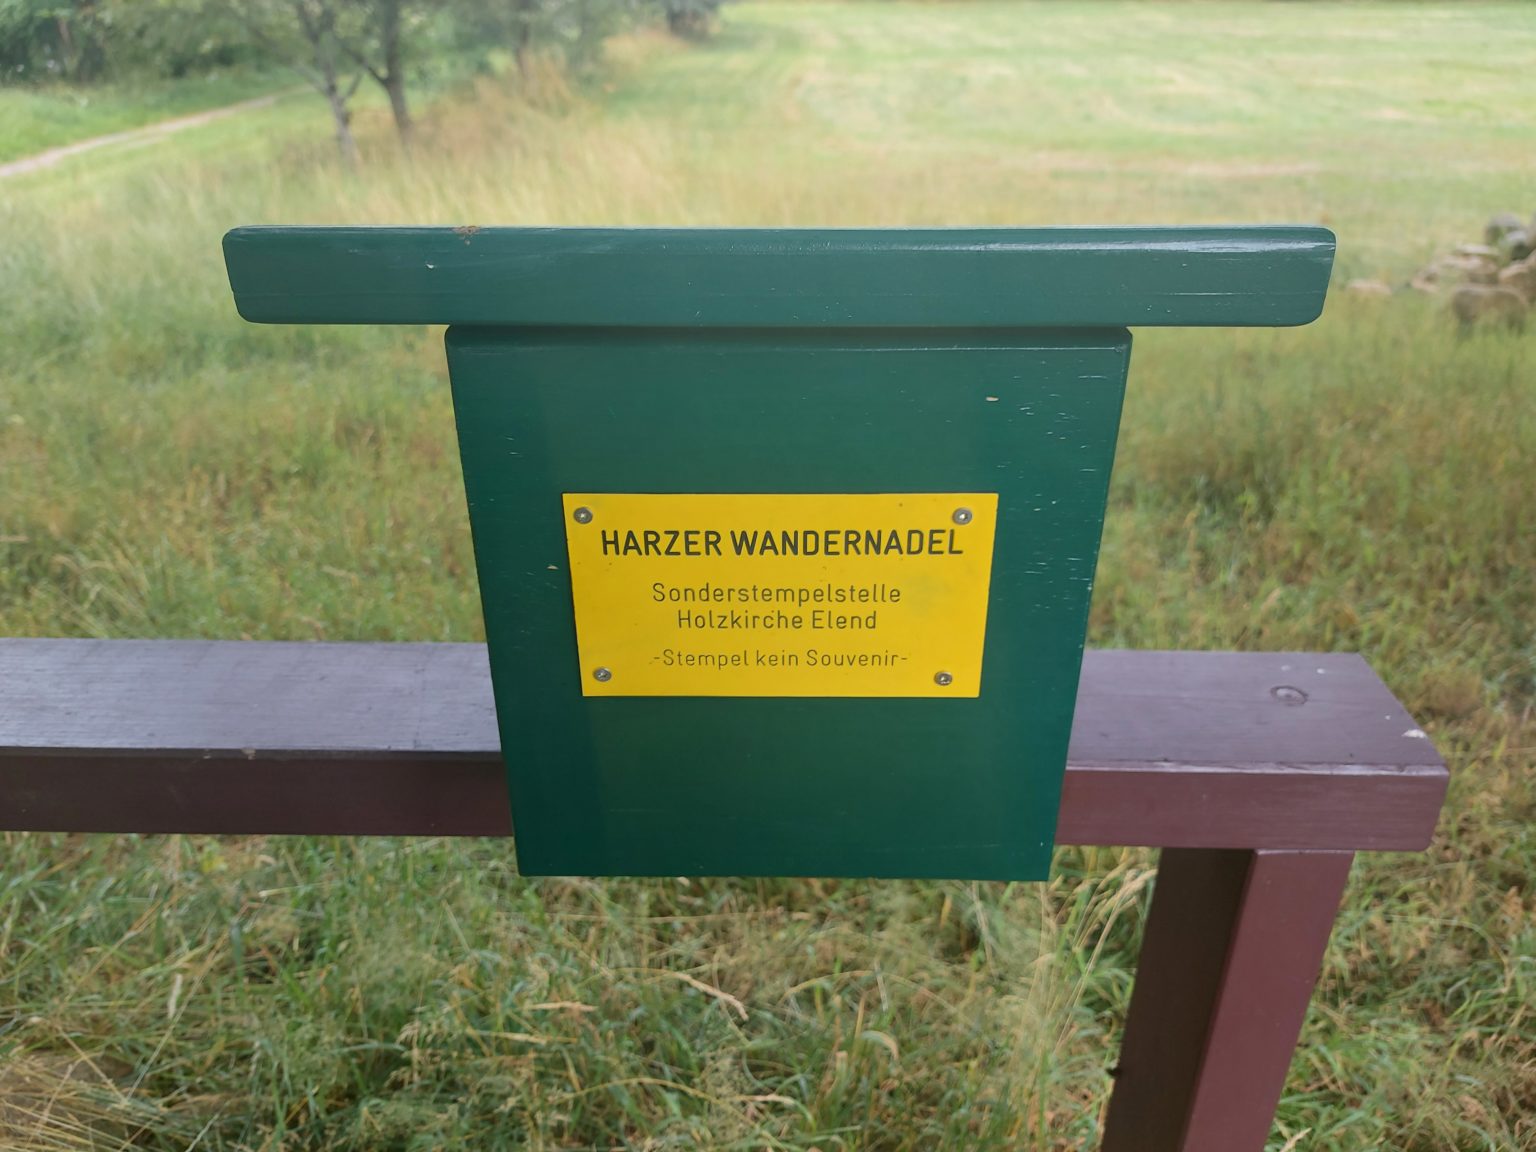 HARZER WANDERNADEL
Sonderstempelstelle
Holzkirche Elend
-Stempel kein Souvenir-